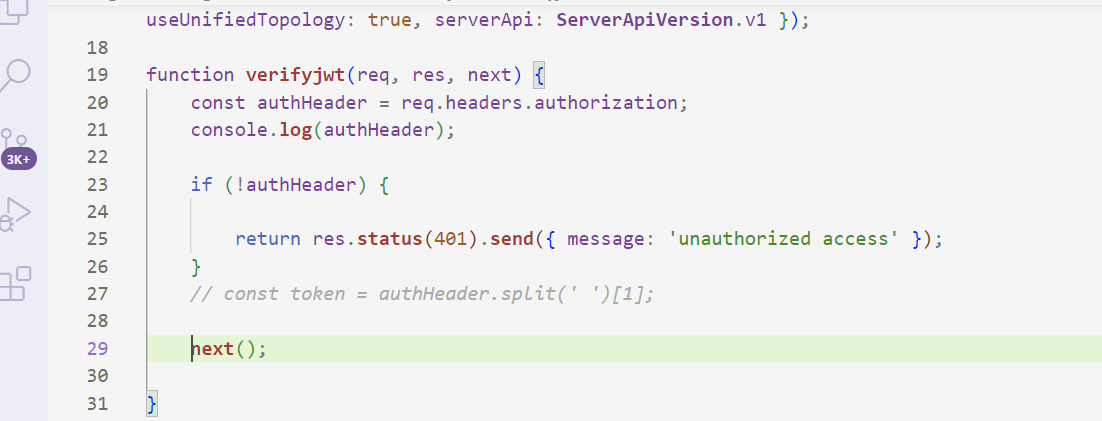 useUnifiedTopology: true, serverApi: ServerApiVersion.v1 });
18
19 function verifyjwt(req, res, next) {
20 const authHeader = req.headers.authorization;
21 console.log(authHeader);
22
23 if (!authHeader) {
24
25 return res.status(401).send({ message: 'unauthorized access' });
26 }
27 // const token = authHeader.split(' ')[1];
28
29 next();
30
31 }
3K+